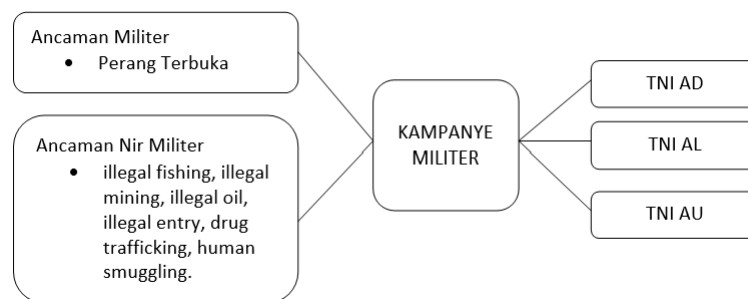 Ancaman Militer
• Perang Terbuka
Ancaman Nir Militer
• illegal fishing, illegal
mining, illegal oil,
illegal entry, drug
trafficking, human
smuggling.
KAMPANYE
MILITER
TNI AD
TNI AL
TNI AU